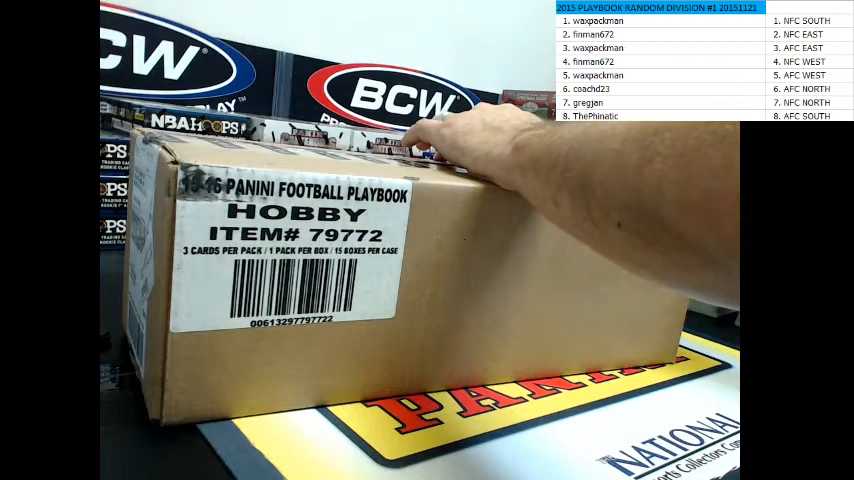 2015 PLAYBOOK RANDOM DIVISION #1 20151121
1. waxpackman 1. NFC SOUTH
2. finman672 2. NFC EAST
3. waxpackman 3. AFC EAST
4. finman672 4. NFC WEST
5. waxpackman 5. AFC WEST
6. coachd23 6. AFC NORTH
7. gregjan 7. NFC NORTH
8. ThePhinatic 8. AFC SOUTH
BCW
PLAY
BCW
NBA HOOPS
15-16 PANINI FOOTBALL PLAYBOOK
HOBBY
ITEM# 79772
3 CARDS PER PACK / 1 PACK PER BOX / 15 BOXES PER CASE
00613297797722
PANINI
THE NATIONAL